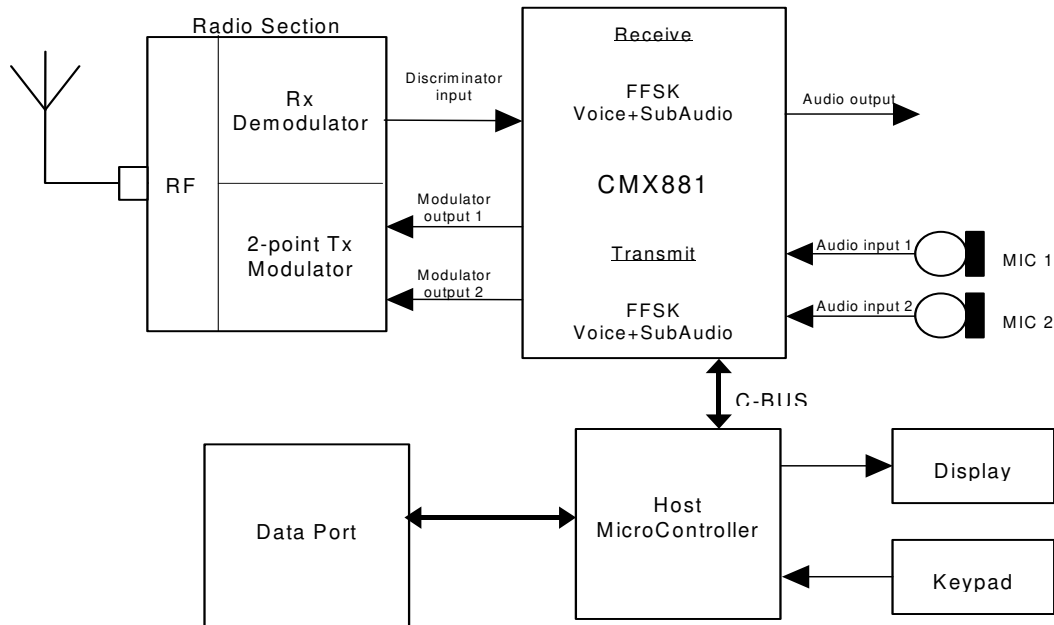 Radio Section
RF
Rx
Demodulator
2-point Tx
Modulator
Discriminator
input
Modulator
output 1
Modulator
output 2
Receive
FFSK
Voice+SubAudio
CMX881
Transmit
FFSK
Voice+SubAudio
Audio output
Audio input 1
MIC 1
Audio input 2
MIC 2
C-BUS
Data Port
Host
MicroController
Display
Keypad